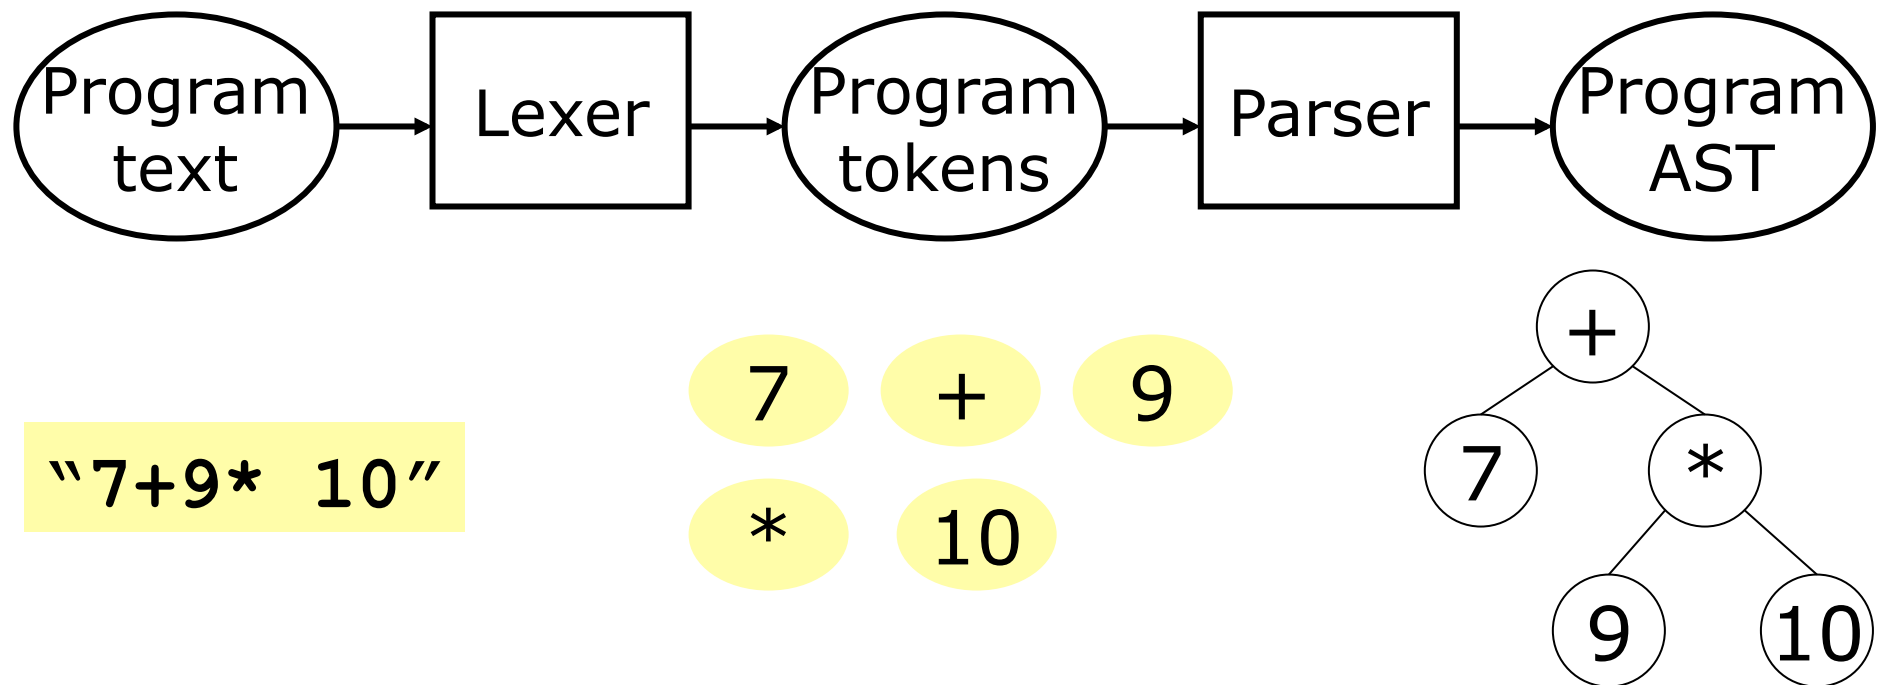 Program
text
Lexer
Program
tokens
Parser
Program
AST
“7+9* 10”
7 + 9
* 10
+
7 *
9 10